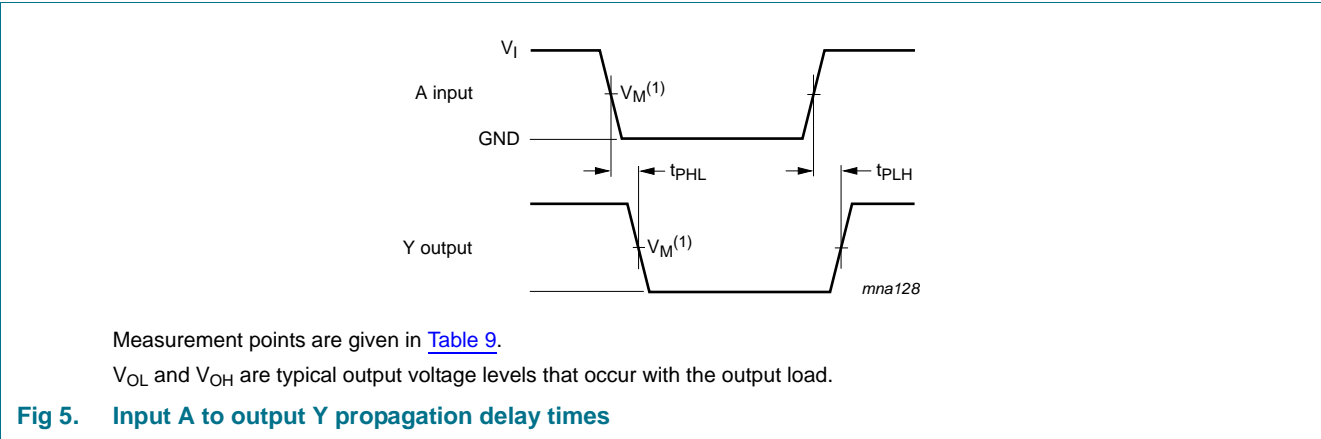 V_I
A input
V_M^(1)
GND
t_PHL
t_PLH
Y output
V_M^(1)
mna128
Measurement points are given in Table 9.
V_OL and V_OH are typical output voltage levels that occur with the output load.
Fig 5. Input A to output Y propagation delay times